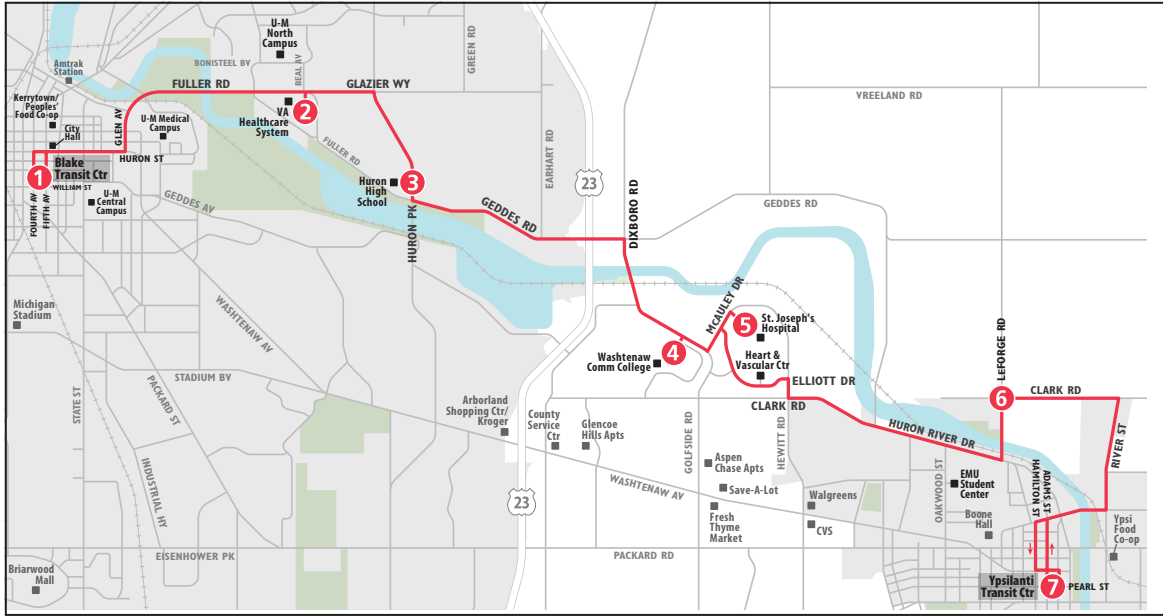 U-M
North
Campus
GREEN RD
Amtrak
Station
BONISTEEL BV
BEAL AV
FULLER RD
GLAZIER WY
VREELAND RD
Kerrytown/
Peoples'
Food Co-op
City
Hall
GLEN AV
U-M Medical
Campus
VA
Healthcare
System
2
FULLER RD
EARHART RD
23
HURON ST
Blake
Transit Ctr
1
WILLIAM ST
FOURTH AV
FIFTH AV
U-M
Central
Campus
GEDDES AV
Huron
High
School
3
HURON PK
GEDDES RD
DIXBORO RD
GEDDES RD
Michigan
Stadium
WASHTENAW AV
MCAULEY DR
5
St. Joseph's
Hospital
4
Washtenaw
Comm College
Heart &
Vascular Ctr
ELLIOTT DR
CLARK RD
LEFORGE RD
6
CLARK RD
STADIUM BV
STATE ST
PACKARD ST
Arborland
Shopping Ctr/
Kroger
County
Service
Ctr
Glencoe
Hills Apts
GOLFSIDE RD
HEWITT RD
HURON RIVER DR
RIVER ST
INDUSTRIAL HY
Aspen
Chase Apts
Save-A-Lot
WASHTENAW AV
Fresh
Thyme
Market
Walgreens
CVS
OAKWOOD ST
EMU
Student
Center
Boone
Hall
HAMILTON ST
ADAMS ST
Ypsi
Food
Co-op
23
EISENHOWER PK
PACKARD RD
Briarwood
Mall
Ypsilanti
Transit Ctr
7
PEARL ST